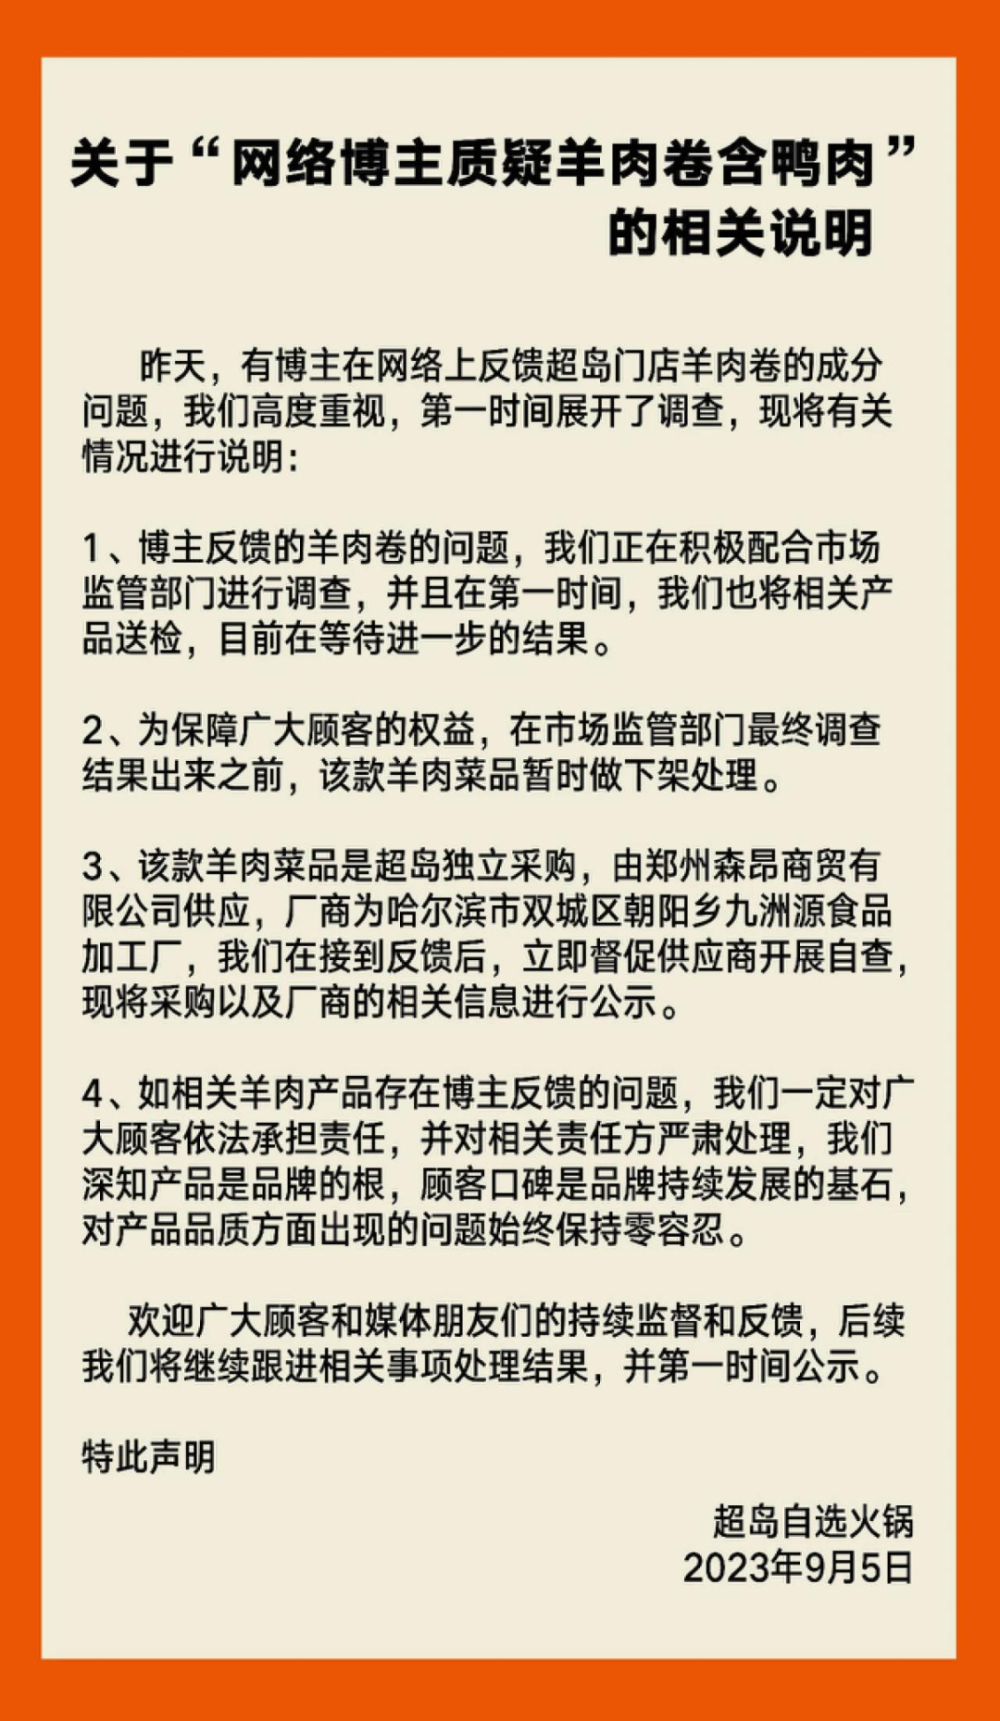 关于“网络博主质疑羊肉卷含鸭肉”
的相关说明
昨天，有博主在网络上反馈超岛门店羊肉卷的成分
问题，我们高度重视，第一时间展开了调查，现将有关
情况进行说明：
1、博主反馈的羊肉卷的问题，我们正在积极配合市场
监管部门进行调查，并且在第一时间，我们也将相关产
品送检，目前在等待进一步的结果。
2、为保障广大顾客的权益，在市场监管部门最终调查
结果出来之前，该款羊肉菜品暂时做下架处理。
3、该款羊肉菜品是超岛独立采购，由郑州森昂商贸有
限公司供应，厂商为哈尔滨市双城区朝阳乡九洲源食品
加工厂，我们在接到反馈后，立即督促供应商开展自查，
现将采购以及厂商的相关信息进行公示。
4、如相关羊肉产品存在博主反馈的问题，我们一定对广
大顾客依法承担责任，并对相关责任方严肃处理，我们
深知产品是品牌的根，顾客口碑是品牌持续发展的基石，
对产品品质方面出现的问题始终保持零容忍。
欢迎广大顾客和媒体朋友们的持续监督和反馈，后续
我们将继续跟进相关事项处理结果，并第一时间公示。
特此声明
超岛自选火锅
2023年9月5日